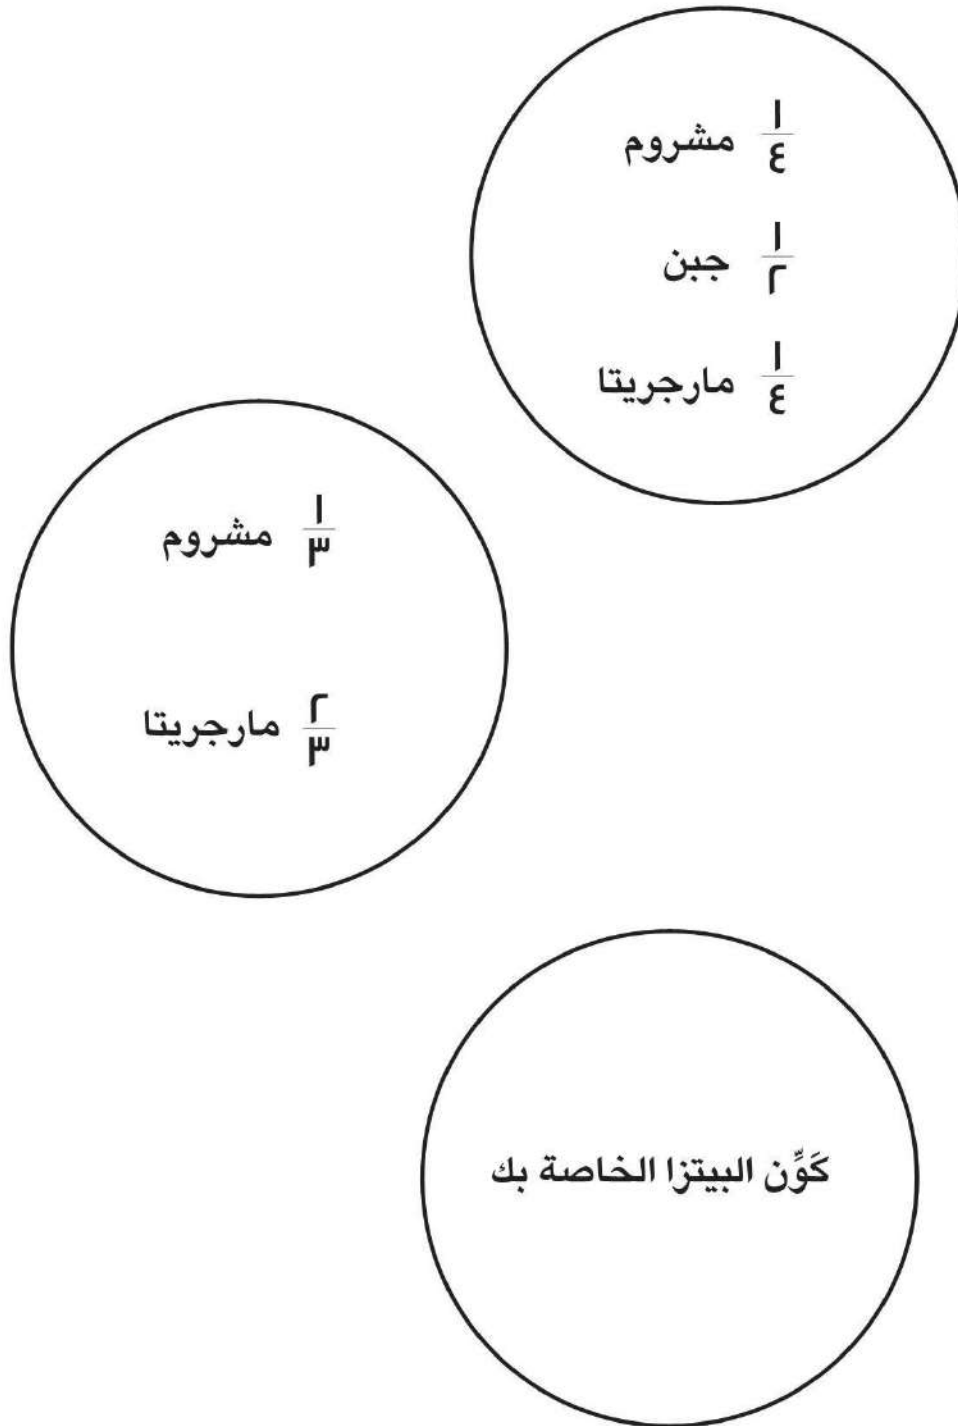 ١/٤ مشروم
١/٢ جبن
١/٤ مارجريتا
١/٣ مشروم
٢/٣ مارجريتا
كَوِّن البيتزا الخاصة بك